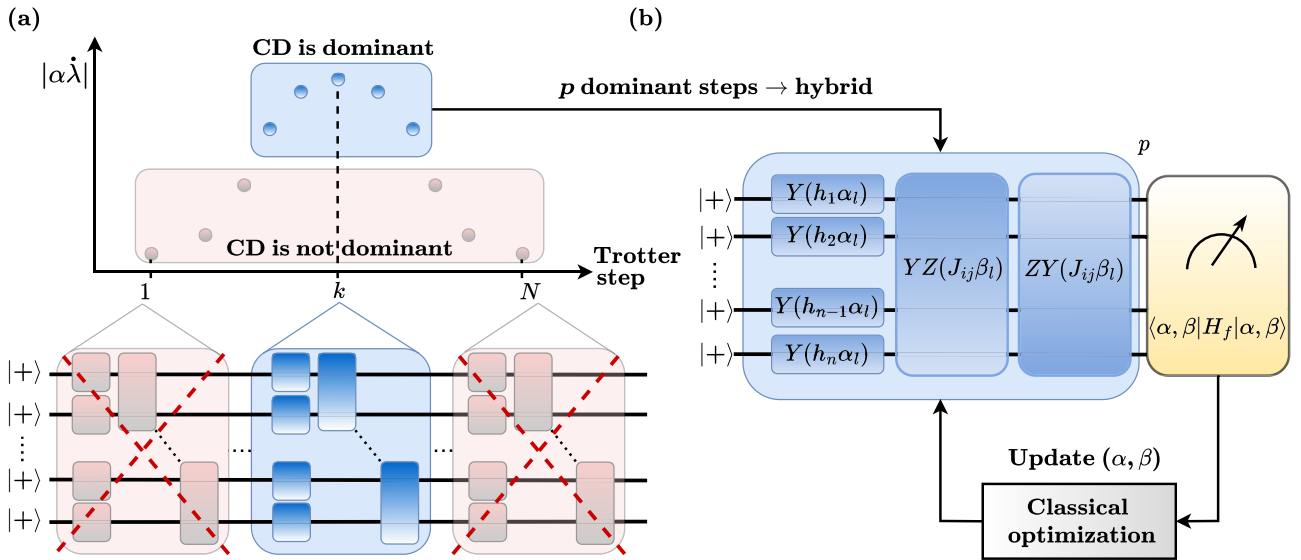 (a)
|αλ̇|
CD is dominant
CD is not dominant
Trotter
step
1
k
N
|+⟩
|+⟩
|+⟩
|+⟩
(b)
p dominant steps → hybrid
p
|+⟩ Y(h₁αₗ)
|+⟩ Y(h₂αₗ)
YZ(Jᵢⱼβₗ) ZY(Jᵢⱼβₗ)
|+⟩ Y(hₙ₋₁αₗ)
⟨α, β|H_f|α, β⟩
|+⟩ Y(hₙαₗ)
Update (α, β)
Classical
optimization